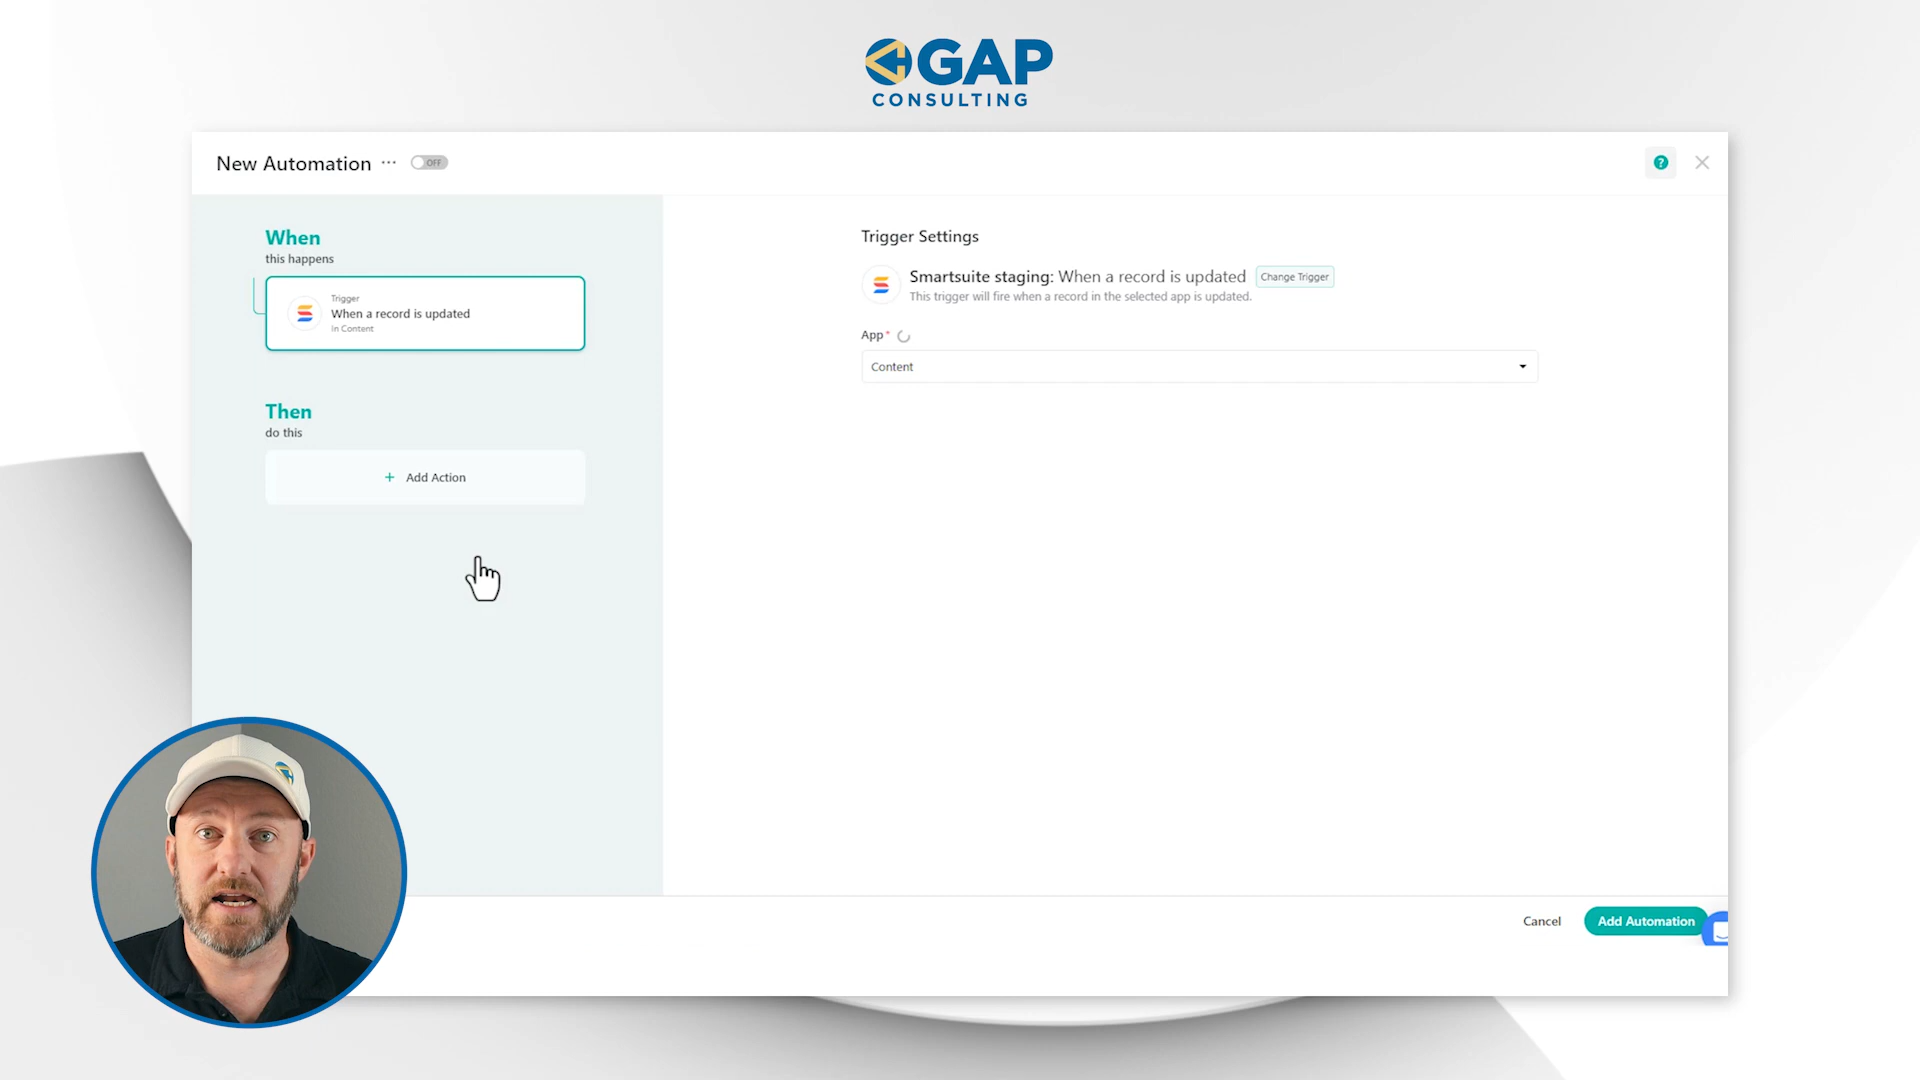 GAP
CONSULTING
New Automation ... OFF
?
When
this happens
Trigger
When a record is updated
In Content
Then
do this
+ Add Action
Trigger Settings
Smartsuite staging: When a record is updated Change Trigger
This trigger will fire when a record in the selected app is updated.
App*
Content
Cancel
Add Automation